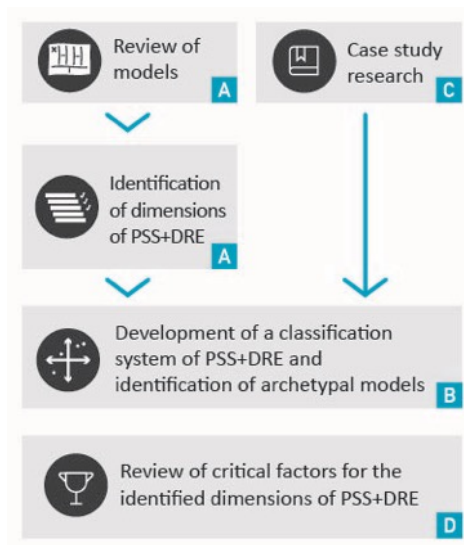 Review of
models
A
Case study
research
C
Identification
of dimensions
of PSS+DRE
A
Development of a classification
system of PSS+DRE and
identification of archetypal models
B
Review of critical factors for the
identified dimensions of PSS+DRE
D